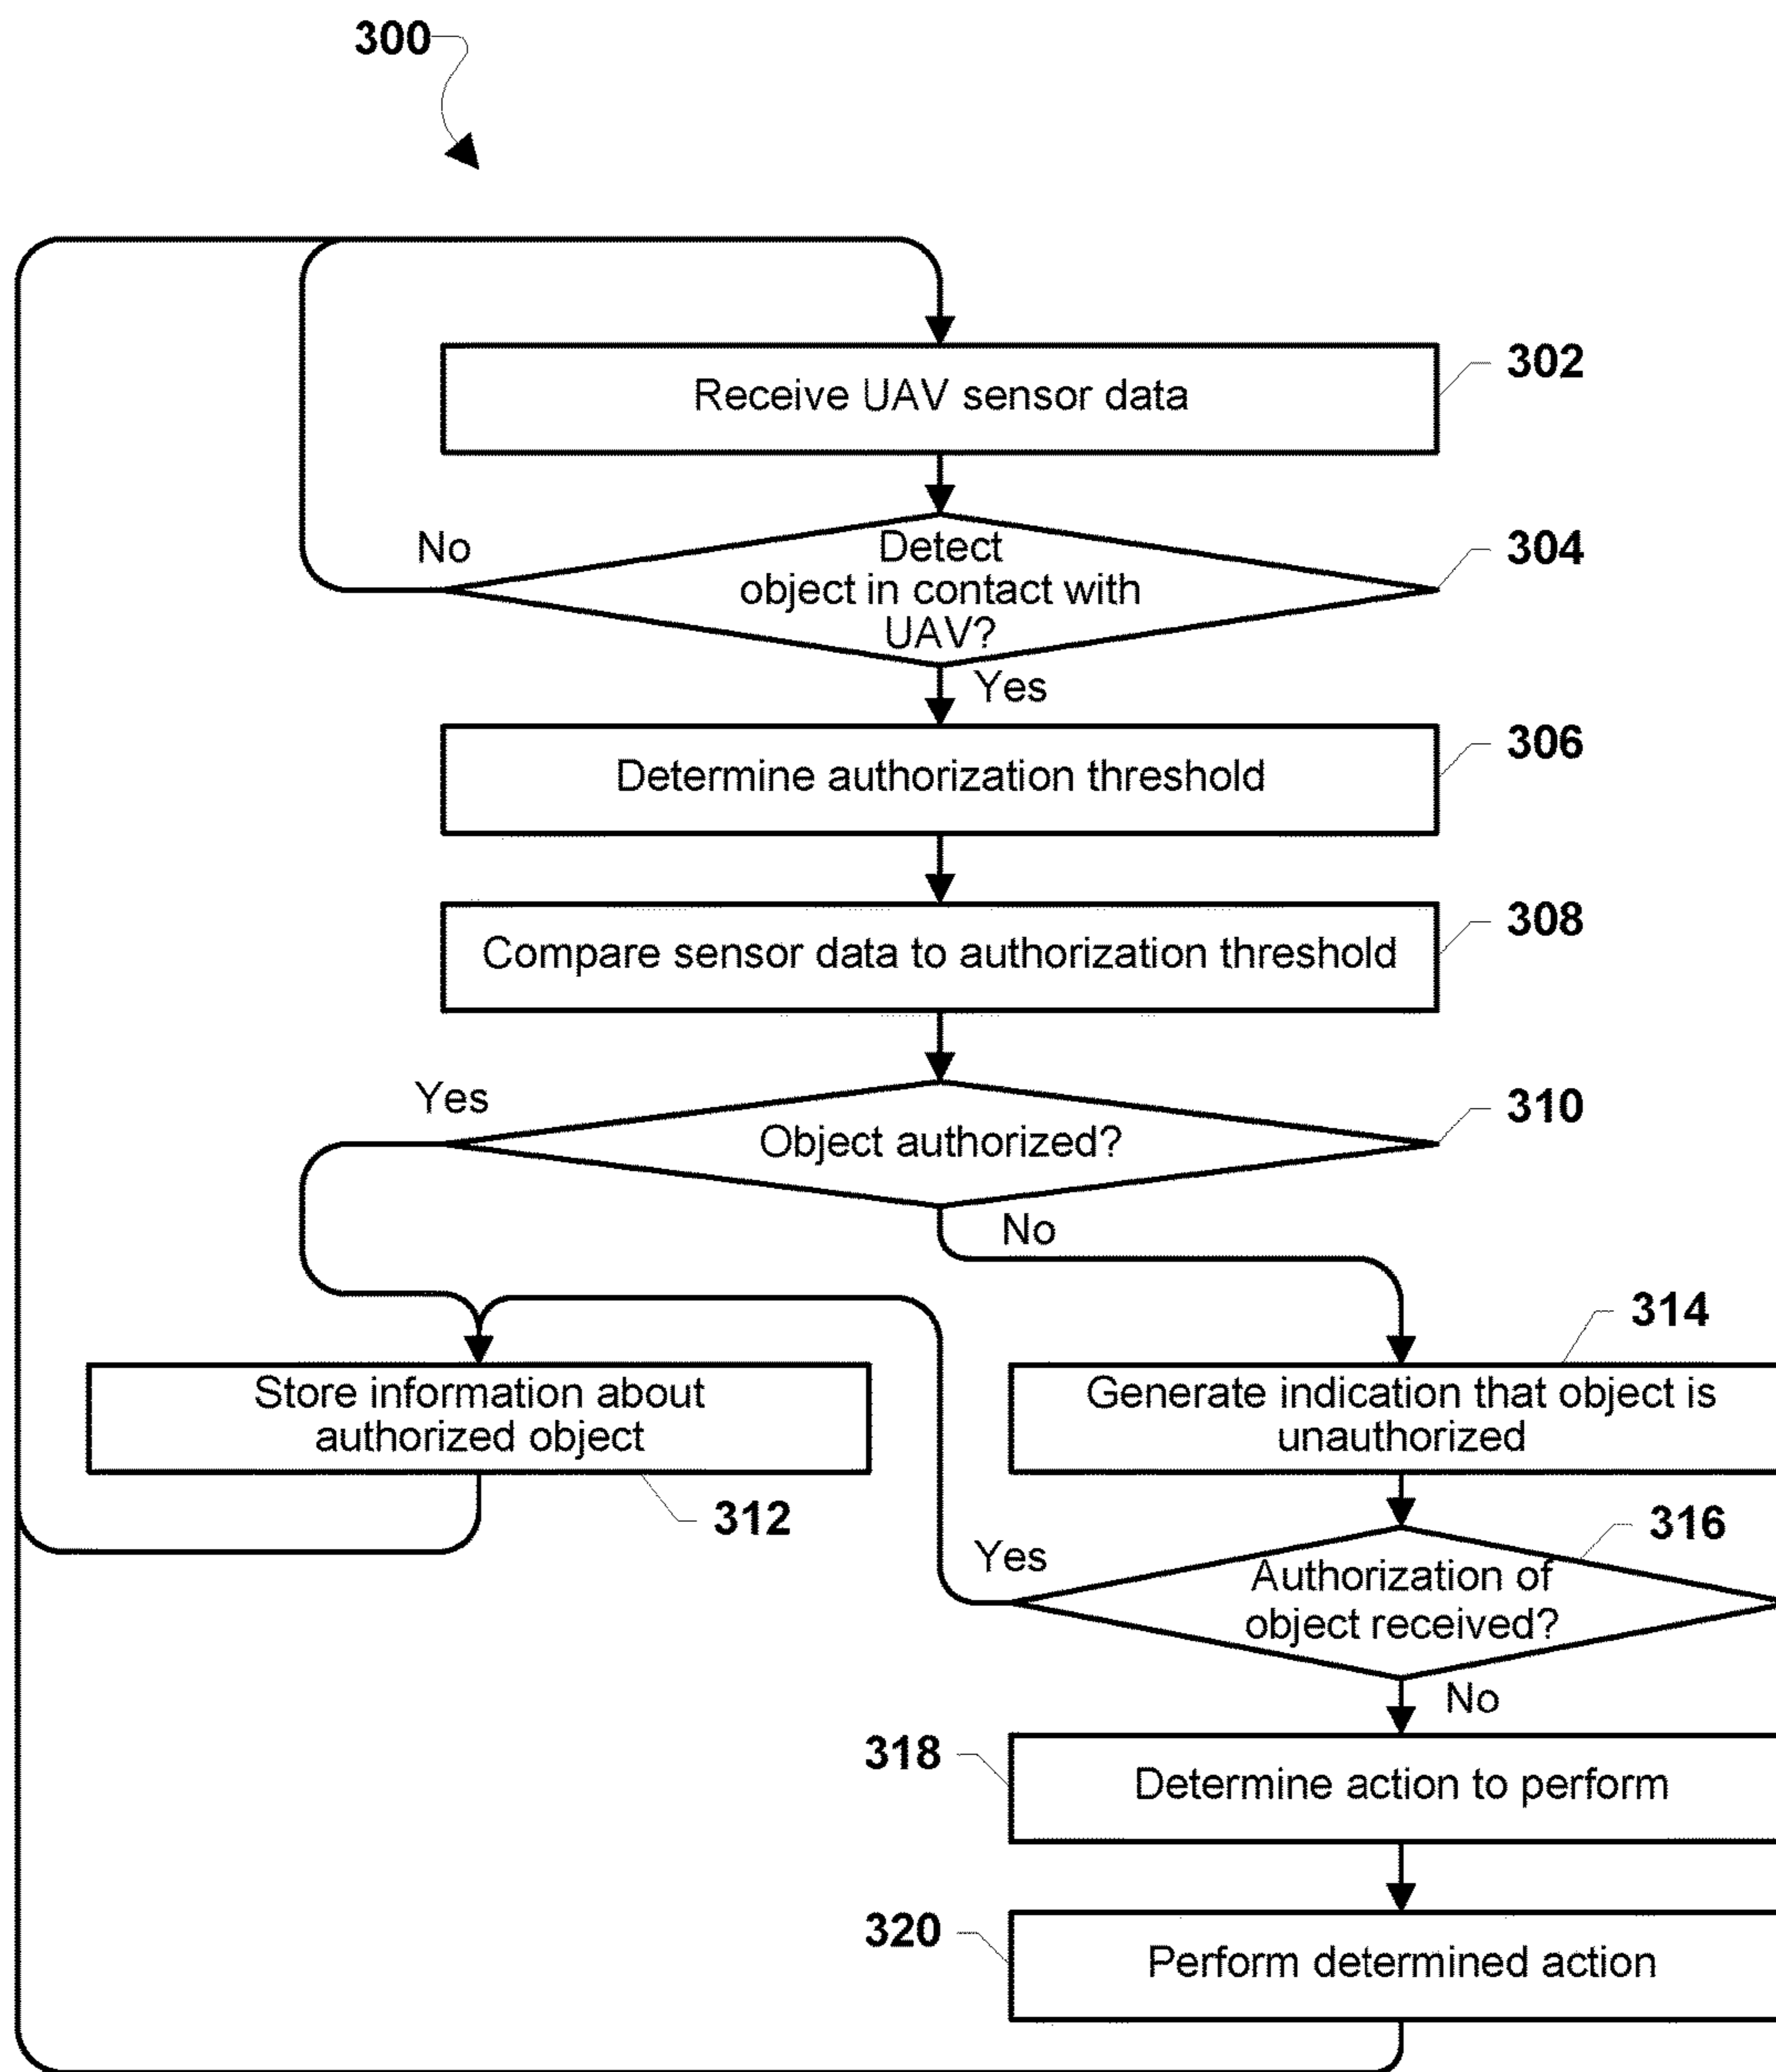 300
Receive UAV sensor data
302
No
Detect
object in contact with
UAV?
304
Yes
Determine authorization threshold
306
Compare sensor data to authorization threshold
308
Yes
Object authorized?
310
No
314
Store information about
authorized object
312
Generate indication that object is
unauthorized
316
Yes
Authorization of
object received?
No
318
Determine action to perform
320
Perform determined action